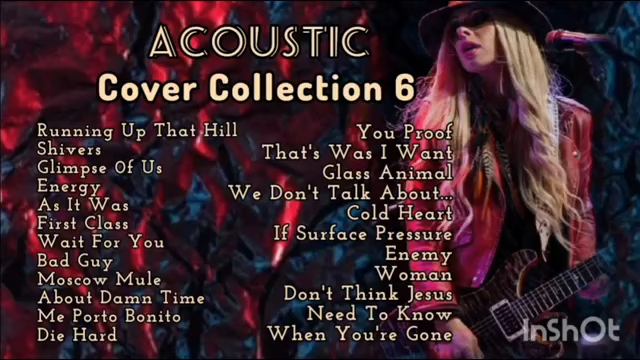 ACOUSTIC
Cover Collection 6
Running Up That Hill
Shivers
Glimpse Of Us
Energy
As It Was
First Class
Wait For You
Bad Guy
Moscow Mule
About Damn Time
Me Porto Bonito
Die Hard
You Proof
That's Was I Want
Glass Animal
We Don't Talk About...
Cold Heart
If Surface Pressure
Enemy
Woman
Don't Think Jesus
Need To Know
When You're Gone
InShOt